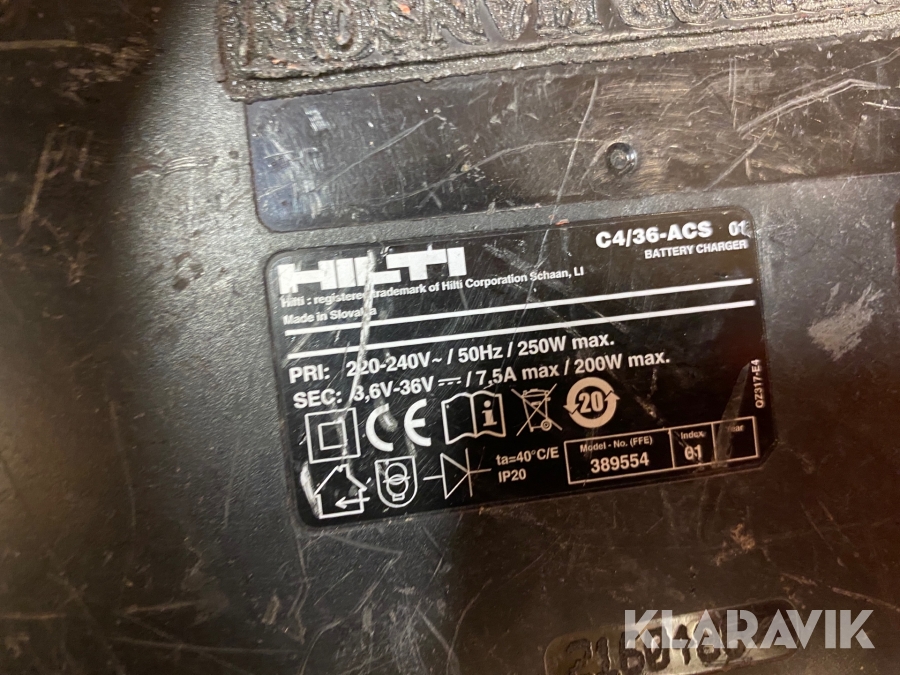 C4/36-ACS 01
BATTERY CHARGER
HILTI
Hilti : registered trademark of Hilti Corporation Schaan, LI
Made in Slovakia
PRI: 220-240V~ / 50Hz / 250W max.
SEC: 3,6V-36V ⎓ / 7,5A max / 200W max.
CE
i
20
QZ317-E4
ta=40°C/E
IP20
Model - No. (FFE)
389554
Index
01
Year
KLARAVIK